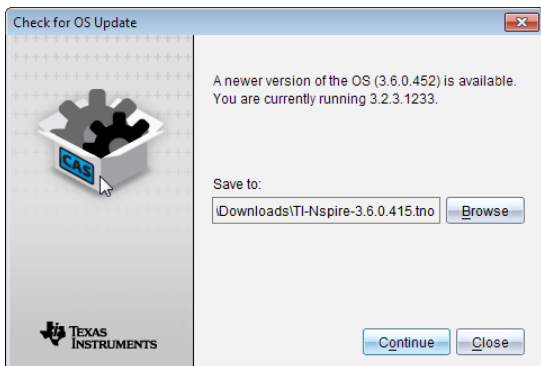 Check for OS Update
A newer version of the OS (3.6.0.452) is available.
You are currently running 3.2.3.1233.
CAS
Save to:
\Downloads\TI-Nspire-3.6.0.415.tno
Browse
TEXAS
INSTRUMENTS
Continue
Close